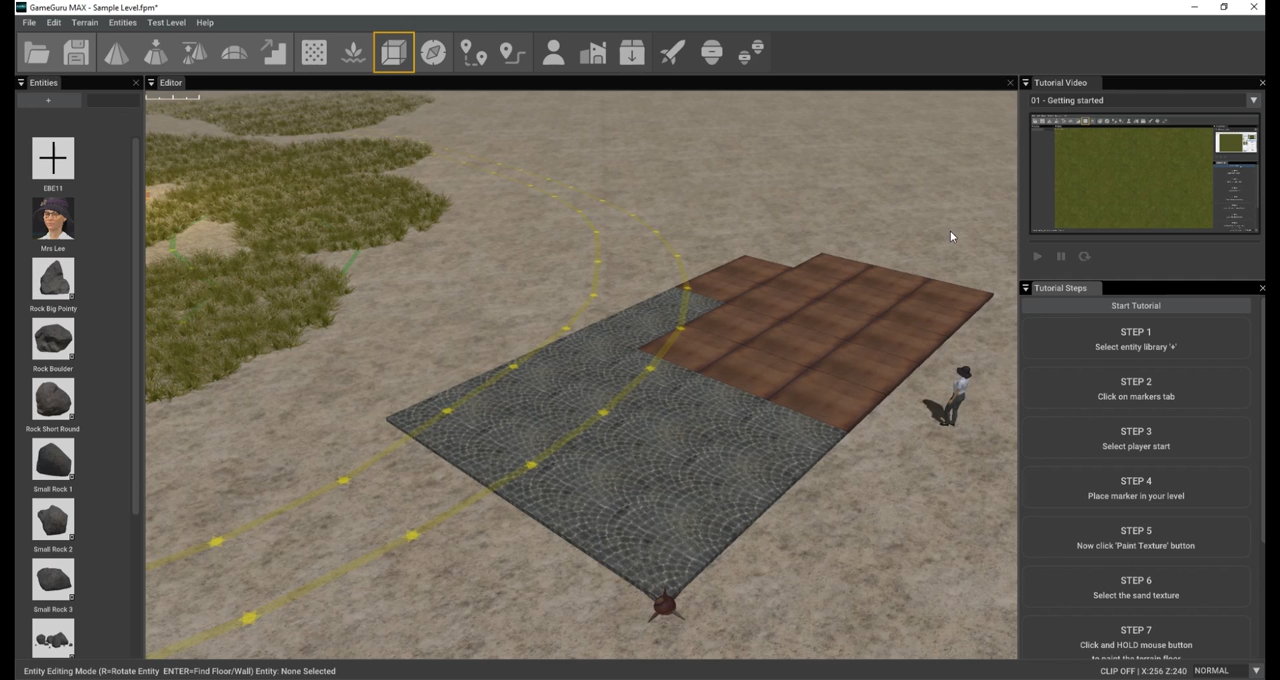 GameGuru MAX - Sample Level.fpm*
File Edit Terrain Entities Test Level Help
Entities
Editor
Tutorial Video
+
01 - Getting started
EBE11
Mrs Lee
Rock Big Pointy
Rock Boulder
Rock Short Round
Small Rock 1
Small Rock 2
Small Rock 3
Tutorial Steps
Start Tutorial
STEP 1
Select entity library '+'
STEP 2
Click on markers tab
STEP 3
Select player start
STEP 4
Place marker in your level
STEP 5
Now click 'Paint Texture' button
STEP 6
Select the sand texture
STEP 7
Click and HOLD mouse button
to paint the terrain floor
Entity Editing Mode (R=Rotate Entity ENTER=Find Floor/Wall) Entity: None Selected
CLIP OFF | X:256 Z:240 NORMAL